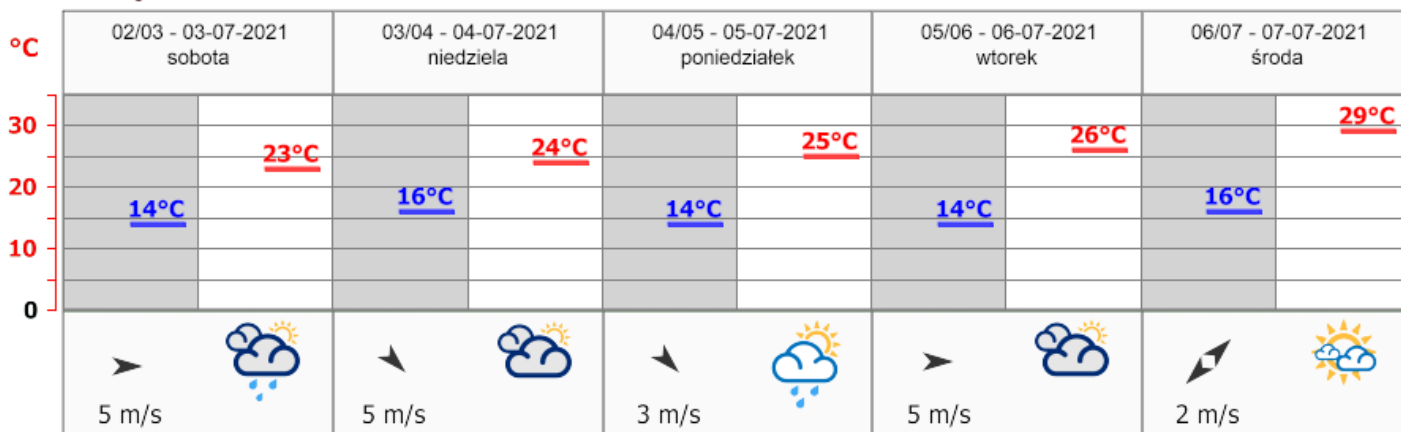 °C
02/03 - 03-07-2021
sobota
03/04 - 04-07-2021
niedziela
04/05 - 05-07-2021
poniedziałek
05/06 - 06-07-2021
wtorek
06/07 - 07-07-2021
środa
30
20
10
0
14°C
23°C
16°C
24°C
14°C
25°C
14°C
26°C
16°C
29°C
5 m/s
5 m/s
3 m/s
5 m/s
2 m/s